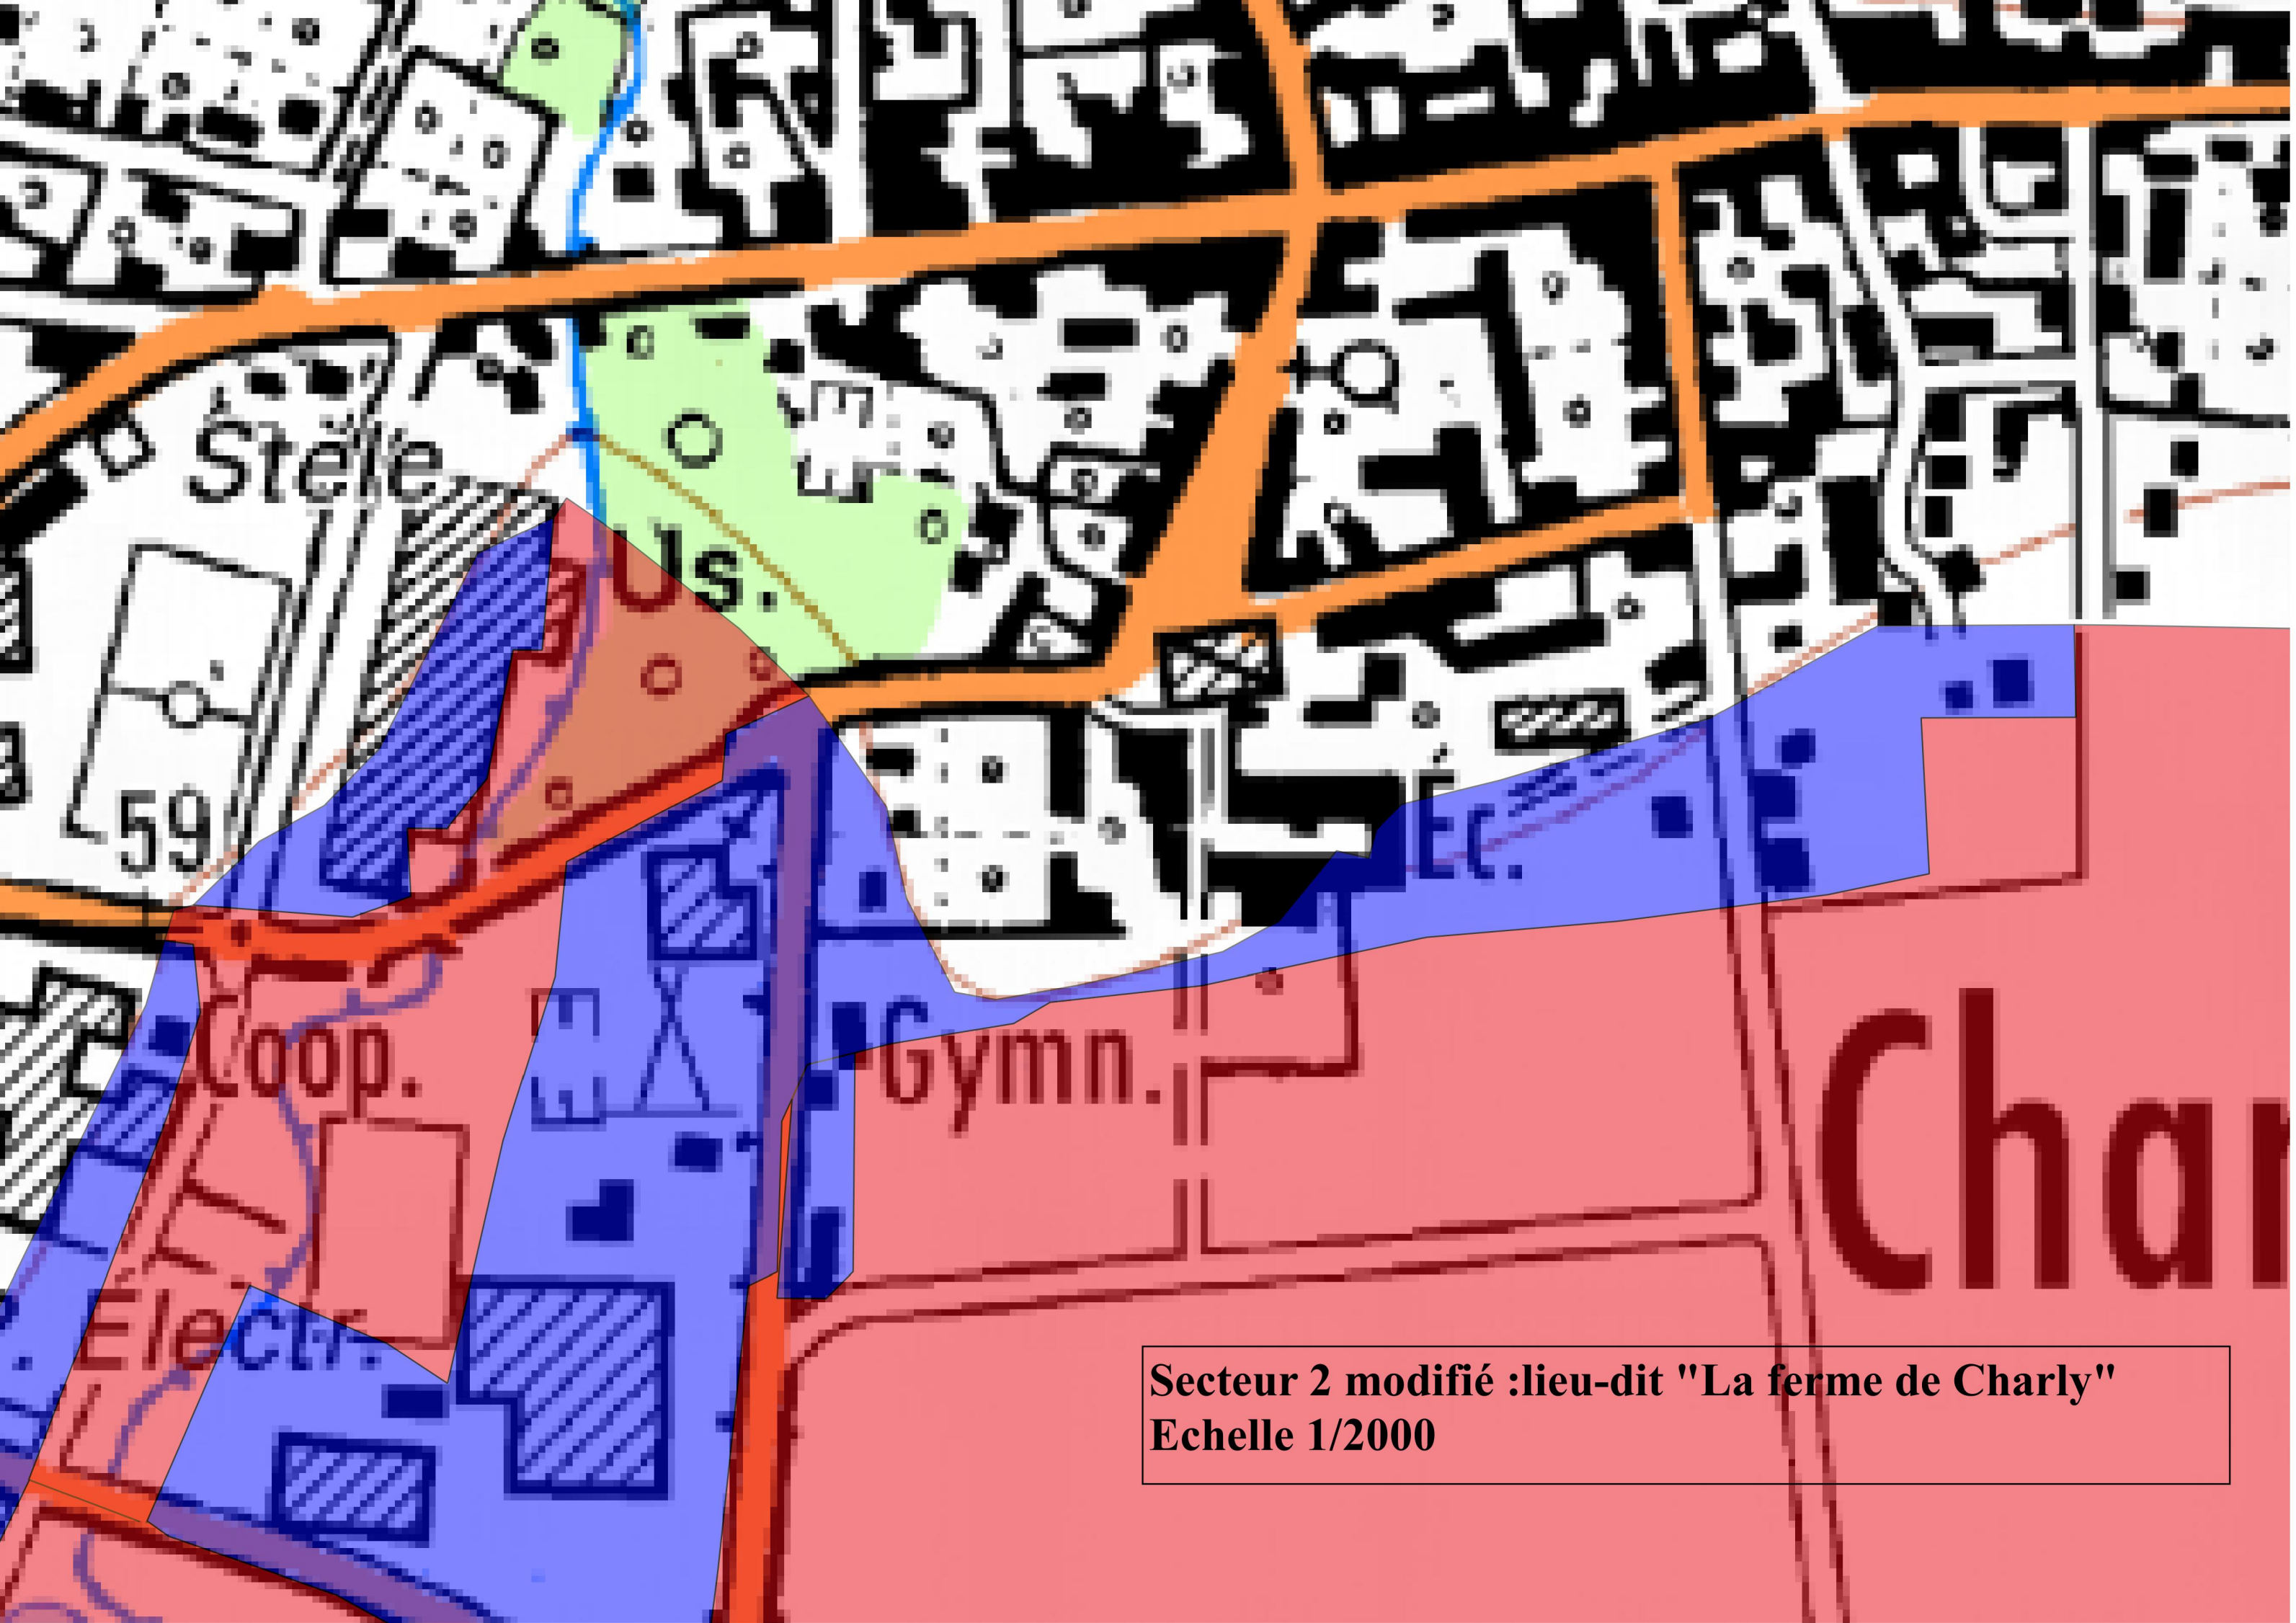 Stèle
Us.
59
Éc.
Coop.
Gymn.
Char
Électr.
Secteur 2 modifié :lieu-dit "La ferme de Charly"
Echelle 1/2000